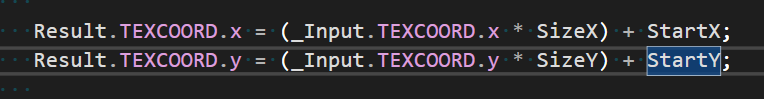 Result.TEXCOORD.x = (_Input.TEXCOORD.x * SizeX) + StartX;
Result.TEXCOORD.y = (_Input.TEXCOORD.y * SizeY) + StartY;